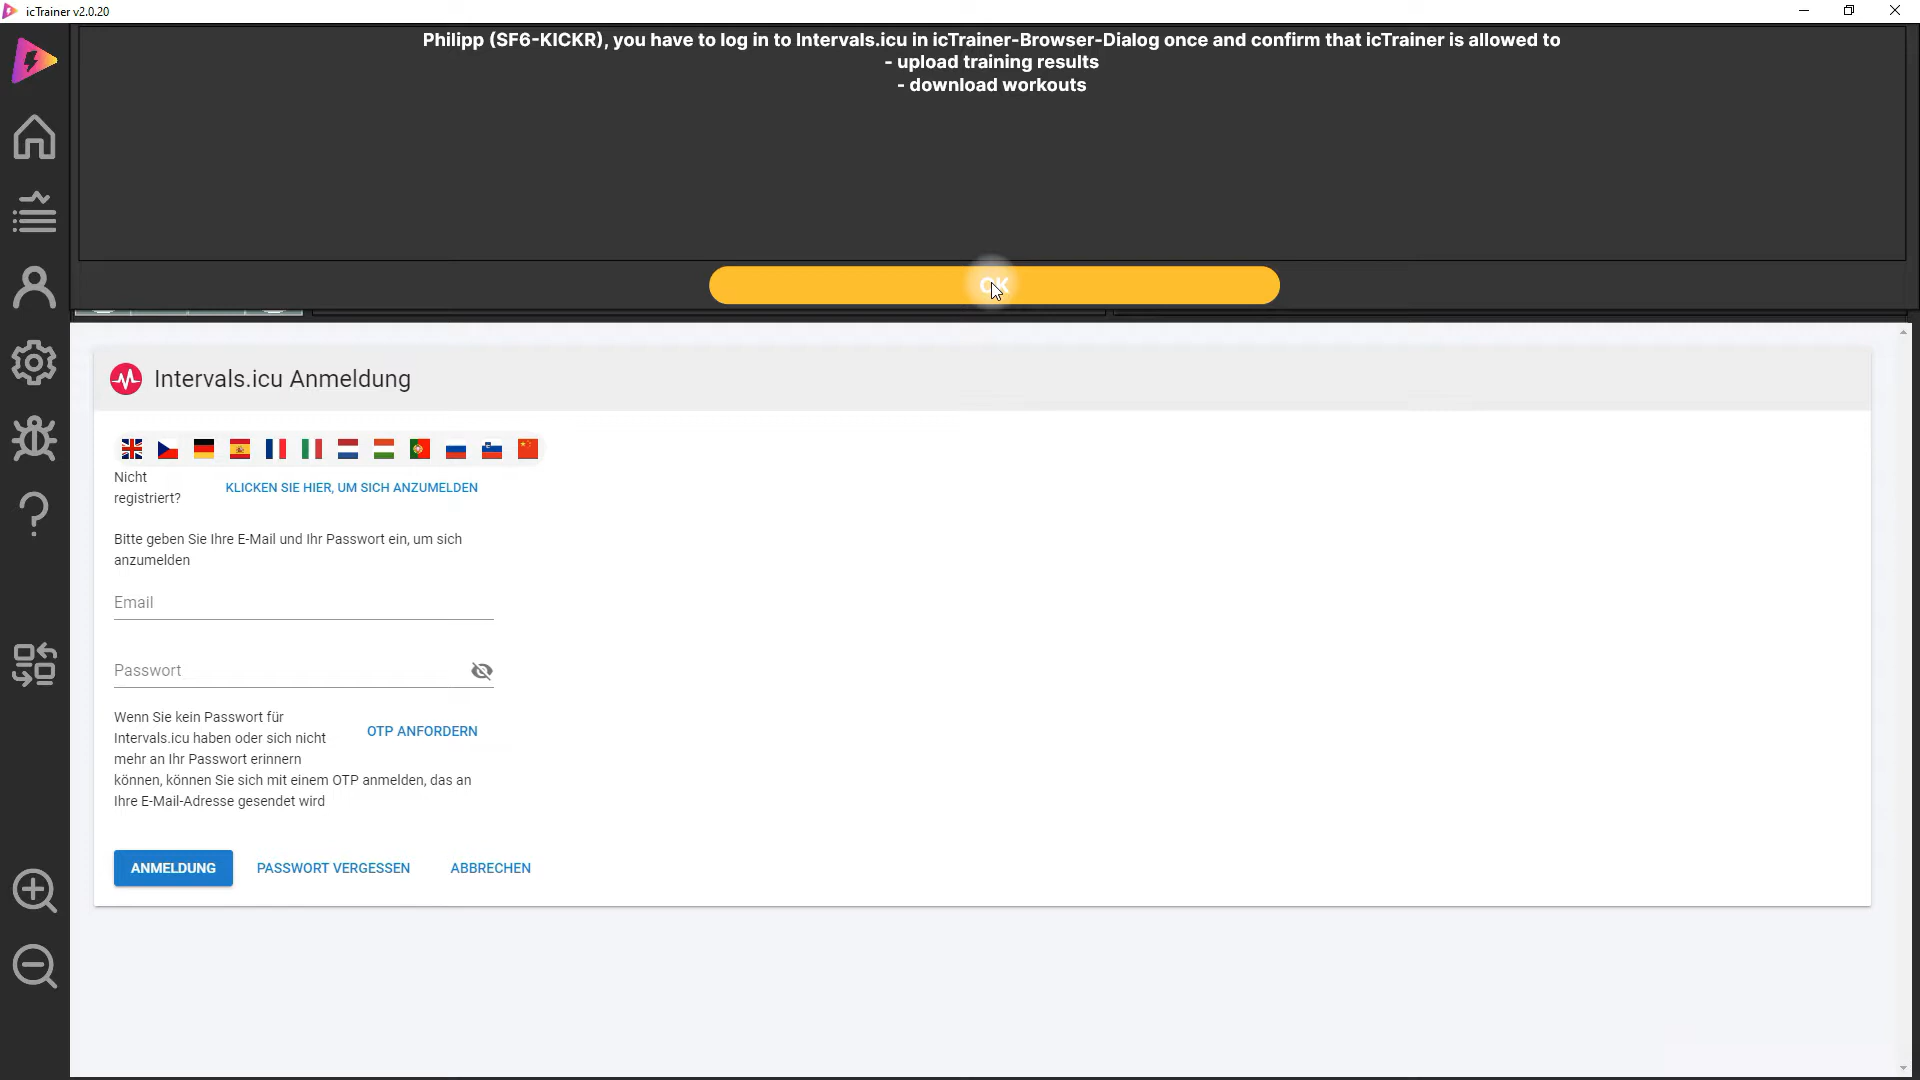 icTrainer v2.0.20
Philipp (SF6-KICKR), you have to log in to Intervals.icu in icTrainer-Browser-Dialog once and confirm that icTrainer is allowed to
- upload training results
- download workouts
OK
Intervals.icu Anmeldung
Nicht
registriert?
KLICKEN SIE HIER, UM SICH ANZUMELDEN
Bitte geben Sie Ihre E-Mail und Ihr Passwort ein, um sich
anzumelden
Email
Passwort
Wenn Sie kein Passwort für
Intervals.icu haben oder sich nicht
mehr an Ihr Passwort erinnern
können, können Sie sich mit einem OTP anmelden, das an
Ihre E-Mail-Adresse gesendet wird
OTP ANFORDERN
ANMELDUNG
PASSWORT VERGESSEN
ABBRECHEN